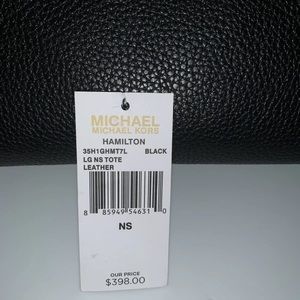 MICHAEL
MICHAEL KORS
HAMILTON
35H1GHMT7L BLACK
LG NS TOTE
LEATHER
8 85949 54631 0
NS
OUR PRICE
$398.00